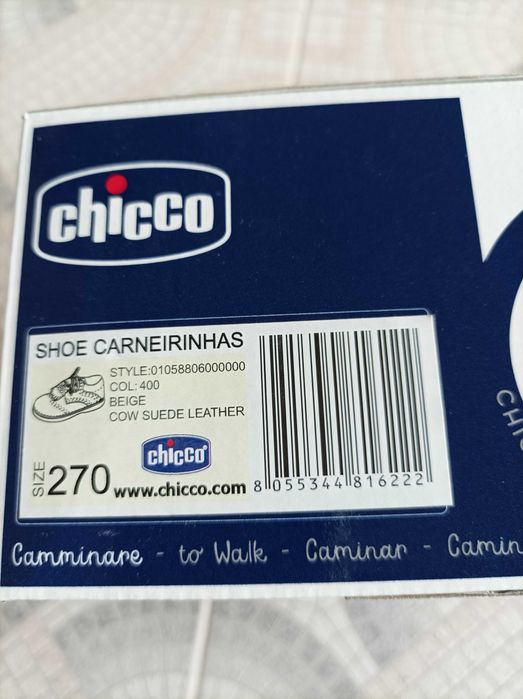 chicco
SHOE CARNEIRINHAS
STYLE:01058806000000
COL:400
BEIGE
COW SUEDE LEATHER
chicco
SIZE 270 www.chicco.com 8 055344 816222
Camminare - to Walk - Caminar - Camin
CHI